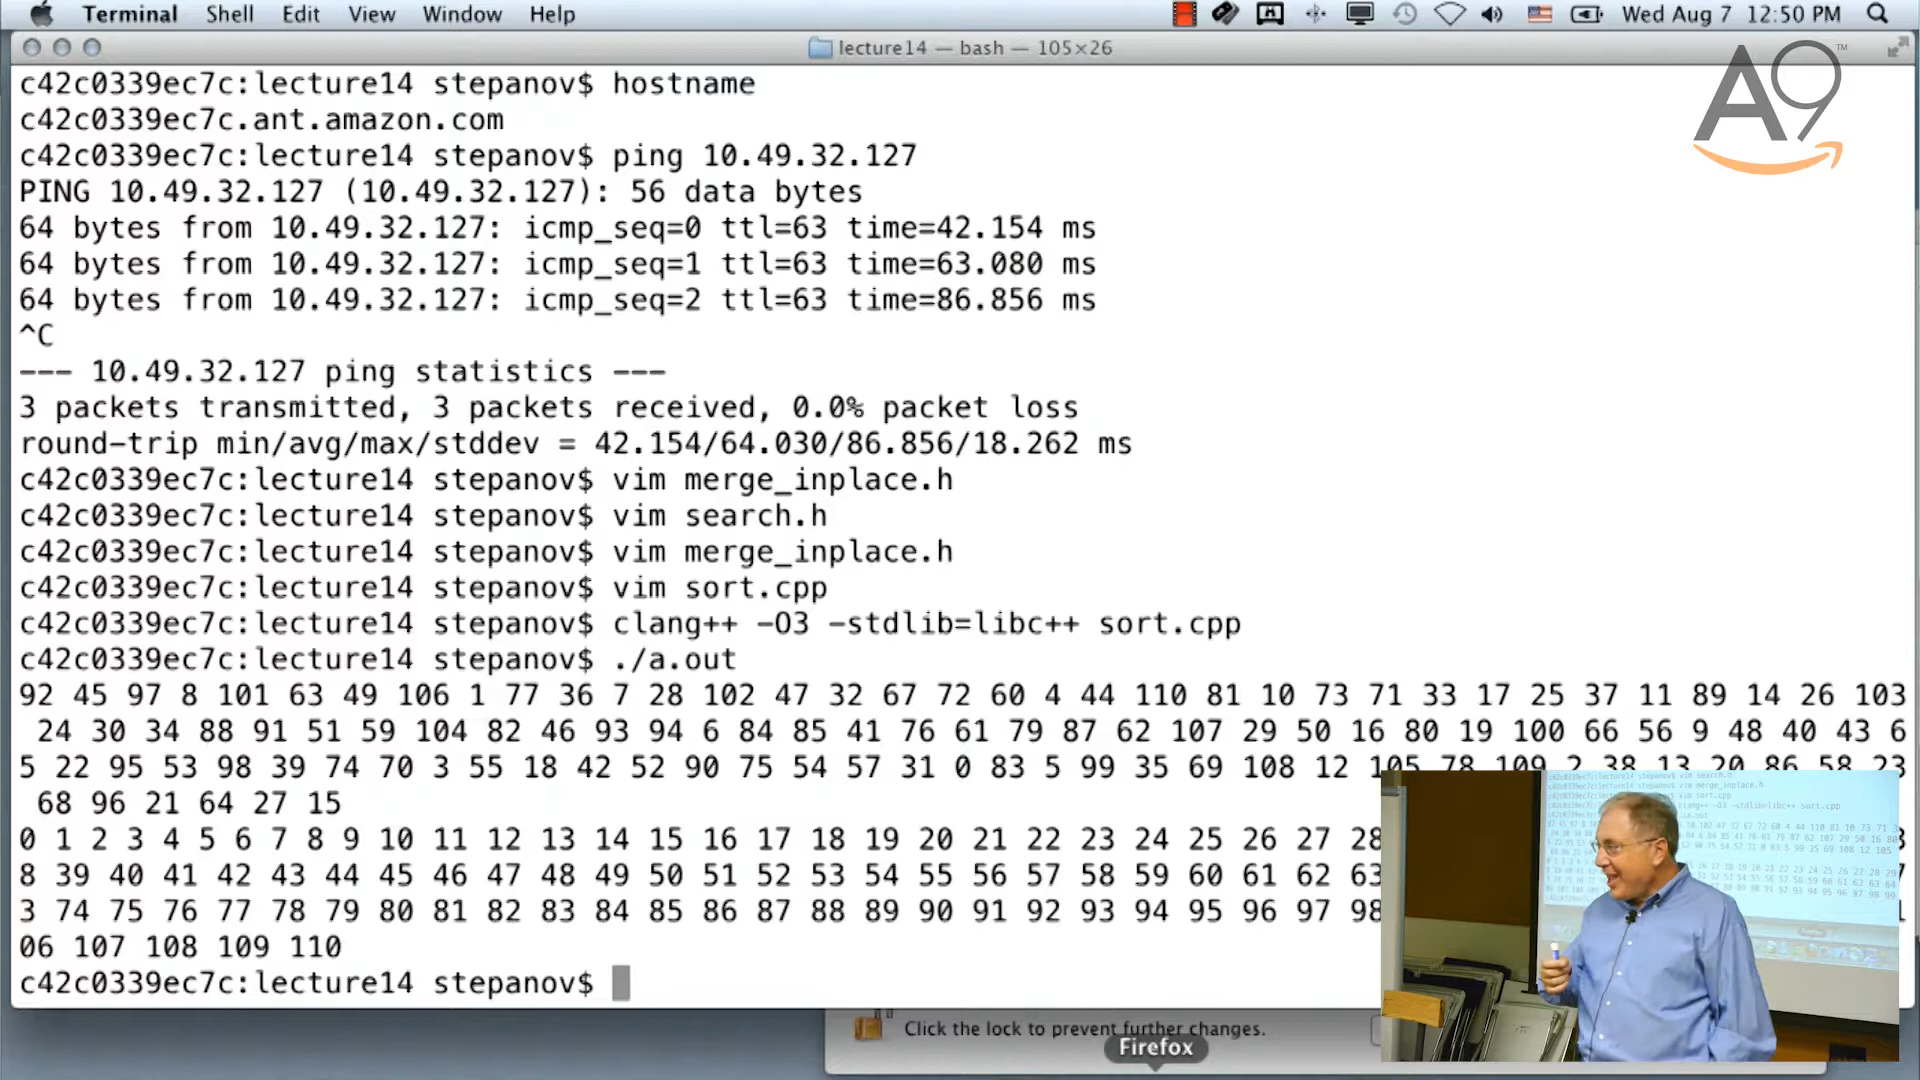 Terminal Shell Edit View Window Help Wed Aug 7 12:50 PM
lecture14 — bash — 105×26
A9™
c42c0339ec7c:lecture14 stepanov$ hostname
c42c0339ec7c.ant.amazon.com
c42c0339ec7c:lecture14 stepanov$ ping 10.49.32.127
PING 10.49.32.127 (10.49.32.127): 56 data bytes
64 bytes from 10.49.32.127: icmp_seq=0 ttl=63 time=42.154 ms
64 bytes from 10.49.32.127: icmp_seq=1 ttl=63 time=63.080 ms
64 bytes from 10.49.32.127: icmp_seq=2 ttl=63 time=86.856 ms
^C
--- 10.49.32.127 ping statistics ---
3 packets transmitted, 3 packets received, 0.0% packet loss
round-trip min/avg/max/stddev = 42.154/64.030/86.856/18.262 ms
c42c0339ec7c:lecture14 stepanov$ vim merge_inplace.h
c42c0339ec7c:lecture14 stepanov$ vim search.h
c42c0339ec7c:lecture14 stepanov$ vim merge_inplace.h
c42c0339ec7c:lecture14 stepanov$ vim sort.cpp
c42c0339ec7c:lecture14 stepanov$ clang++ -O3 -stdlib=libc++ sort.cpp
c42c0339ec7c:lecture14 stepanov$ ./a.out
92 45 97 8 101 63 49 106 1 77 36 7 28 102 47 32 67 72 60 4 44 110 81 10 73 71 33 17 25 37 11 89 14 26 103
24 30 34 88 91 51 59 104 82 46 93 94 6 84 85 41 76 61 79 87 62 107 29 50 16 80 19 100 66 56 9 48 40 43 6
5 22 95 53 98 39 74 70 3 55 18 42 52 90 75 54 57 31 0 83 5 99 35 69 108 12 105 78 109 2 38 13 20 86 58 23
68 96 21 64 27 15
0 1 2 3 4 5 6 7 8 9 10 11 12 13 14 15 16 17 18 19 20 21 22 23 24 25 26 27 28
8 39 40 41 42 43 44 45 46 47 48 49 50 51 52 53 54 55 56 57 58 59 60 61 62 63
3 74 75 76 77 78 79 80 81 82 83 84 85 86 87 88 89 90 91 92 93 94 95 96 97 98
06 107 108 109 110
c42c0339ec7c:lecture14 stepanov$
Click the lock to prevent further changes.
Firefox